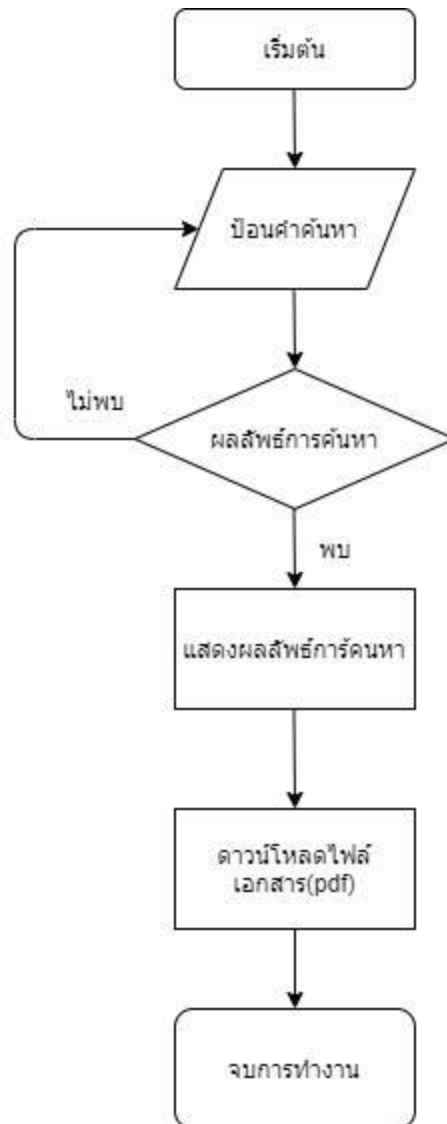 เริ่มต้น
ป้อนคำค้นหา
ไม่พบ
ผลลัพธ์การค้นหา
พบ
แสดงผลลัพธ์การ้คนหา
ดาวน์โหลดไฟล์
เอกสาร(pdf)
จบการทำงาน